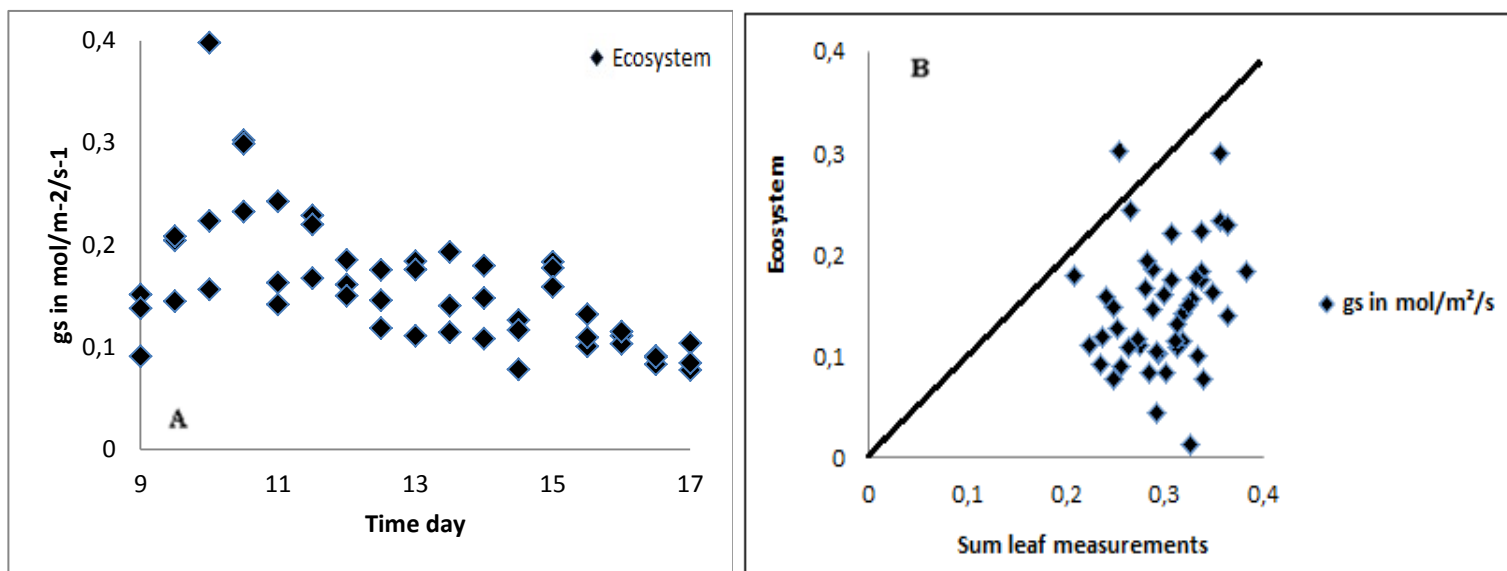 0,4
0,3
0,2
0,1
0
gs in mol/m-2/s-1
Ecosystem
A
9 11 13 15 17
Time day
0,4
0,3
0,2
0,1
0
Ecosystem
B
gs in mol/m²/s
0 0,1 0,2 0,3 0,4
Sum leaf measurements